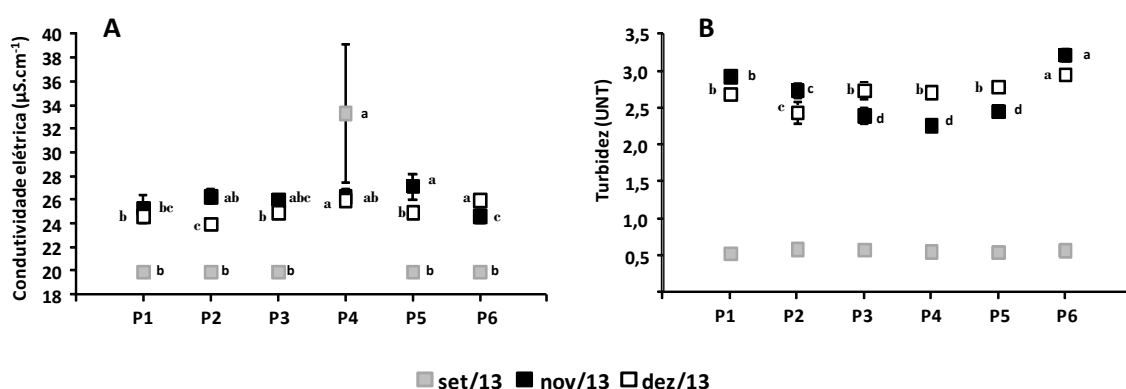 A
Condutividade elétrica (µS.cm⁻¹)
40
38
36
34
32
30
28
26
24
22
20
18
a
b bc
ab
c
abc
b
a ab
a
b
a
c
b
b
b
b
b
P1 P2 P3 P4 P5 P6
B
Turbidez (UNT)
3,5
3,0
2,5
2,0
1,5
1,0
0,5
b
b
c
c
b
d
b
d
b
d
a
a
P1 P2 P3 P4 P5 P6
set/13 nov/13 dez/13